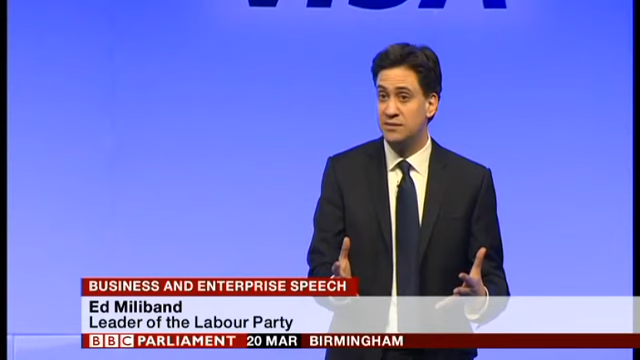 VISA
BUSINESS AND ENTERPRISE SPEECH
Ed Miliband
Leader of the Labour Party
BBC PARLIAMENT 20 MAR BIRMINGHAM